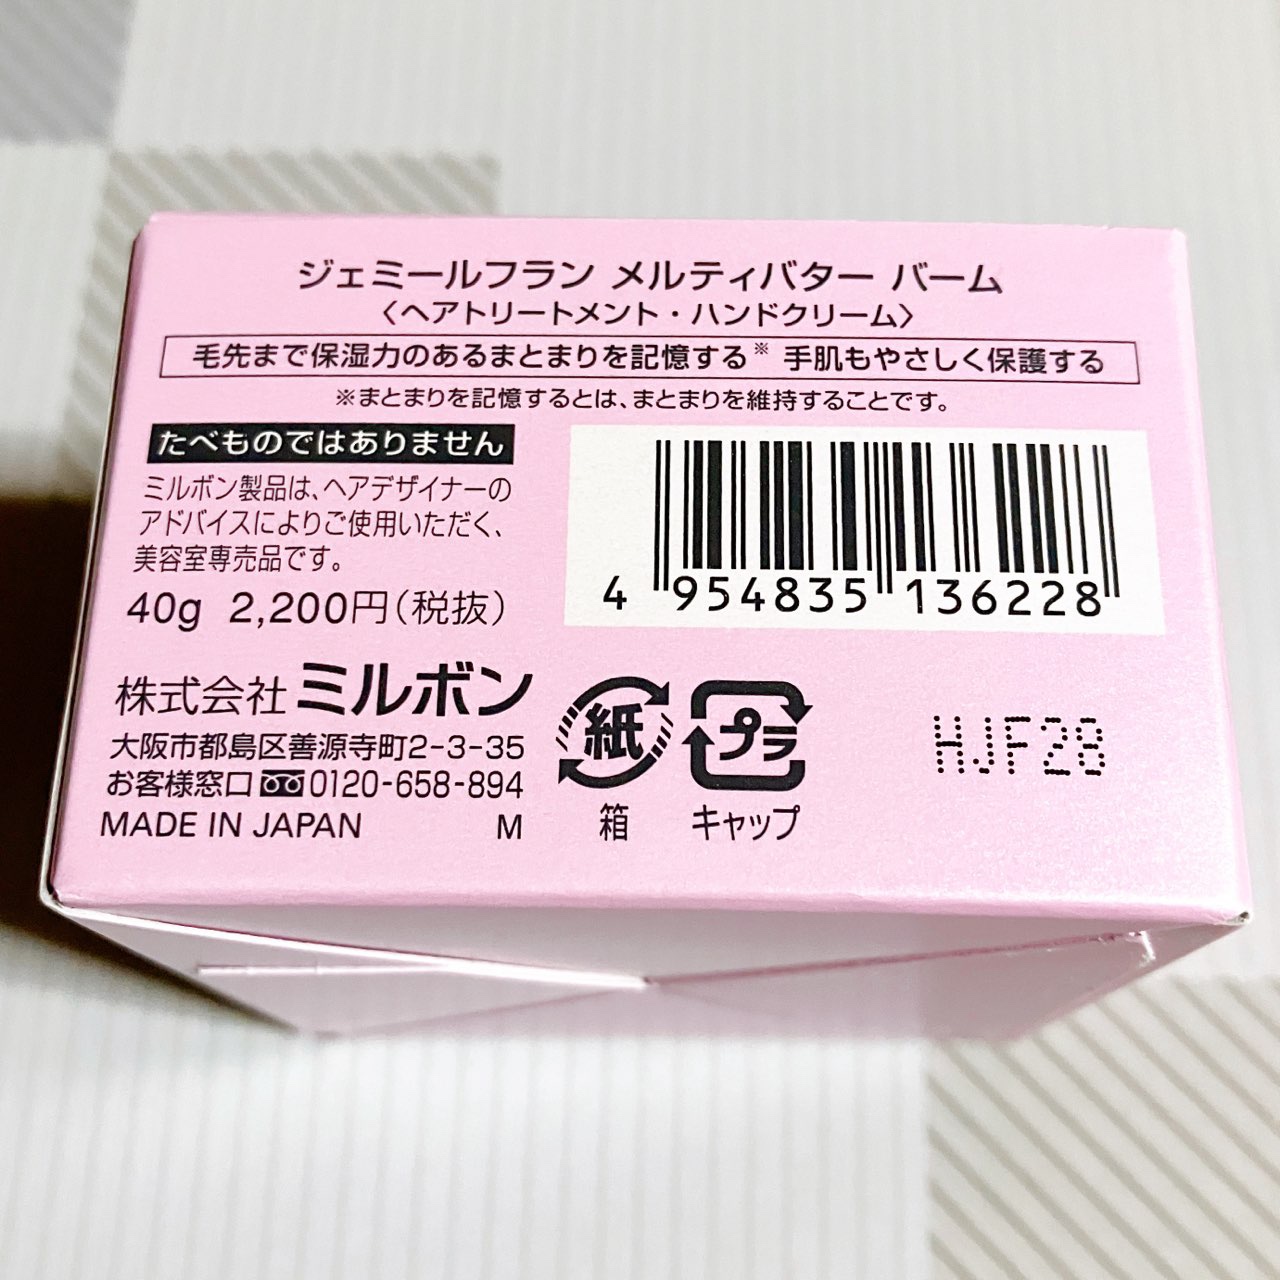 ジェミールフラン メルティバター バーム
〈ヘアトリートメント・ハンドクリーム〉
毛先まで保湿力のあるまとまりを記憶する※ 手肌もやさしく保護する
※まとまりを記憶するとは、まとまりを維持することです。
たべものではありません
ミルボン製品は、ヘアデザイナーの
アドバイスによりご使用いただく、
美容室専売品です。
40g 2,200円(税抜)
4 954835 136228
株式会社ミルボン
大阪市都島区善源寺町2-3-35
お客様窓口 0120-658-894
MADE IN JAPAN M
紙
箱
プラ
キャップ
HJF28